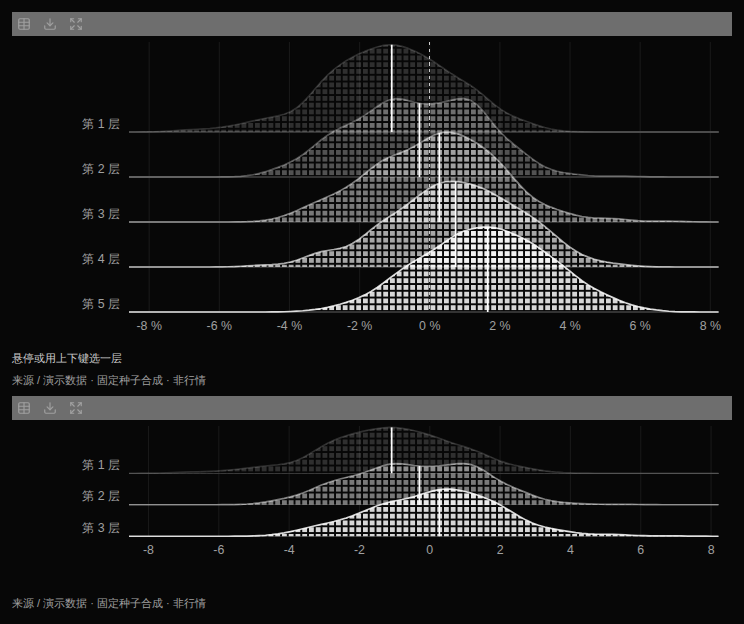 第 1 层
第 2 层
第 3 层
第 4 层
第 5 层
-8 % -6 % -4 % -2 % 0 % 2 % 4 % 6 % 8 %
悬停或用上下键选一层
来源 / 演示数据 · 固定种子合成 · 非行情
第 1 层
第 2 层
第 3 层
-8 -6 -4 -2 0 2 4 6 8
来源 / 演示数据 · 固定种子合成 · 非行情